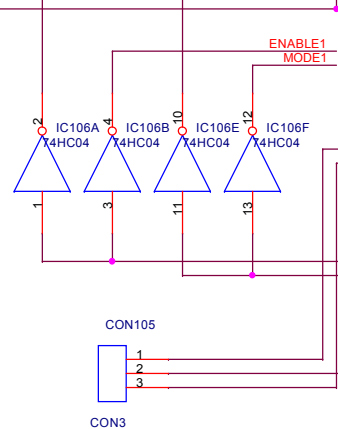 ENABLE1
MODE1
2
4
10
12
IC106A
IC106B
IC106E
IC106F
74HC04
74HC04
74HC04
74HC04
1
3
11
13
CON105
1
2
3
CON3